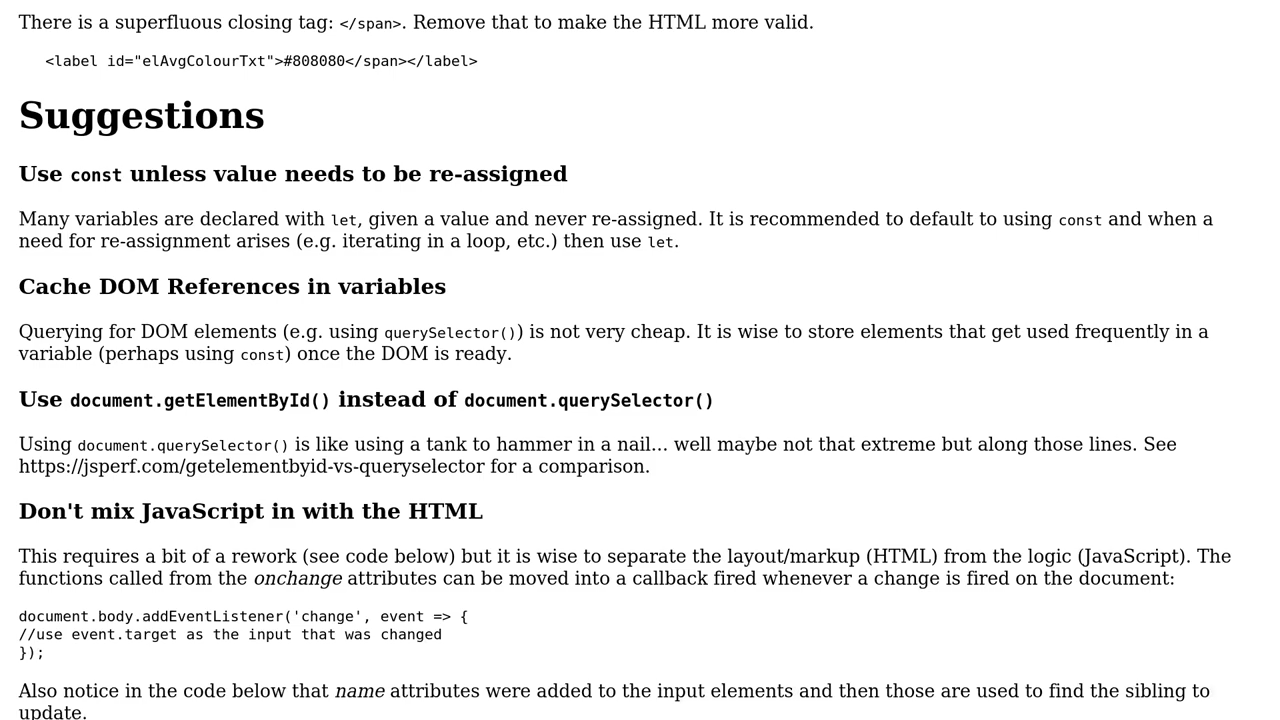 There is a superfluous closing tag: </span>. Remove that to make the HTML more valid.
<label id="elAvgColourTxt">#808080</span></label>
Suggestions
Use const unless value needs to be re-assigned
Many variables are declared with let, given a value and never re-assigned. It is recommended to default to using const and when a
need for re-assignment arises (e.g. iterating in a loop, etc.) then use let.
Cache DOM References in variables
Querying for DOM elements (e.g. using querySelector()) is not very cheap. It is wise to store elements that get used frequently in a
variable (perhaps using const) once the DOM is ready.
Use document.getElementById() instead of document.querySelector()
Using document.querySelector() is like using a tank to hammer in a nail... well maybe not that extreme but along those lines. See
https://jsperf.com/getelementbyid-vs-queryselector for a comparison.
Don't mix JavaScript in with the HTML
This requires a bit of a rework (see code below) but it is wise to separate the layout/markup (HTML) from the logic (JavaScript). The
functions called from the onchange attributes can be moved into a callback fired whenever a change is fired on the document:
document.body.addEventListener('change', event => {
//use event.target as the input that was changed
});
Also notice in the code below that name attributes were added to the input elements and then those are used to find the sibling to
update.